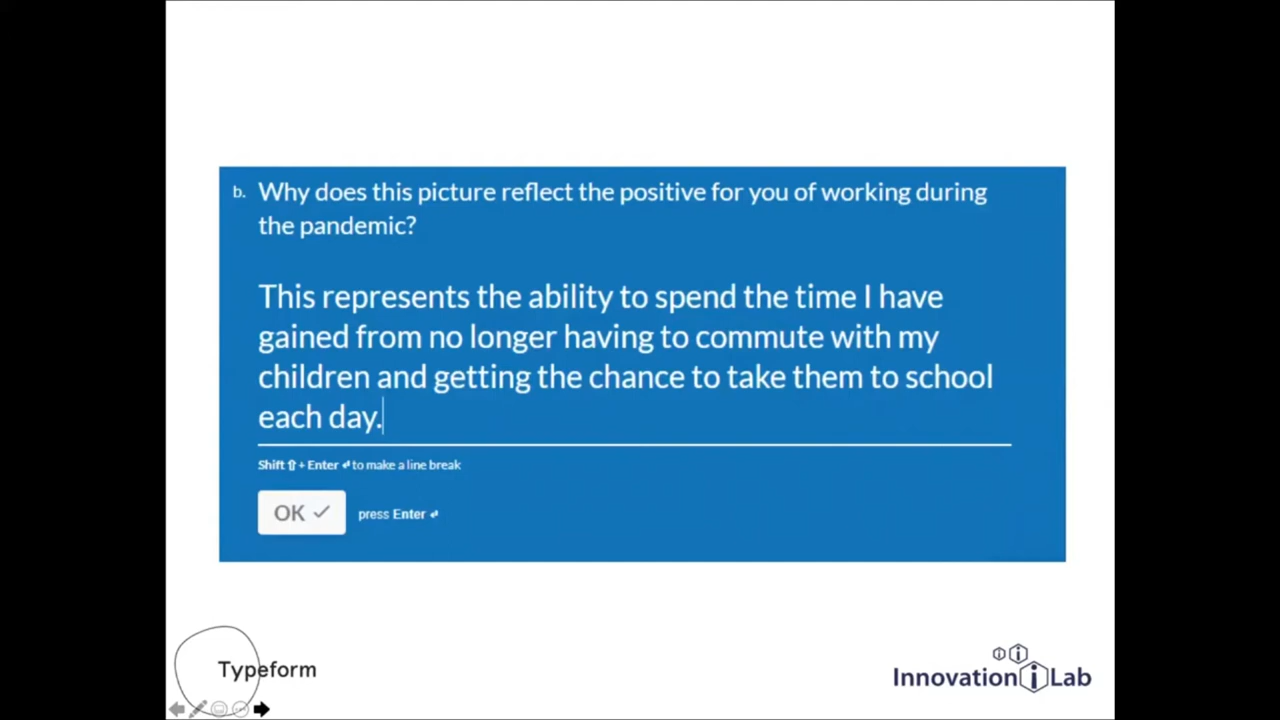 b. Why does this picture reflect the positive for you of working during
the pandemic?
This represents the ability to spend the time I have
gained from no longer having to commute with my
children and getting the chance to take them to school
each day.
Shift ⇧ + Enter ↵ to make a line break
OK ✓ press Enter ↵
Typeform
Innovation i Lab